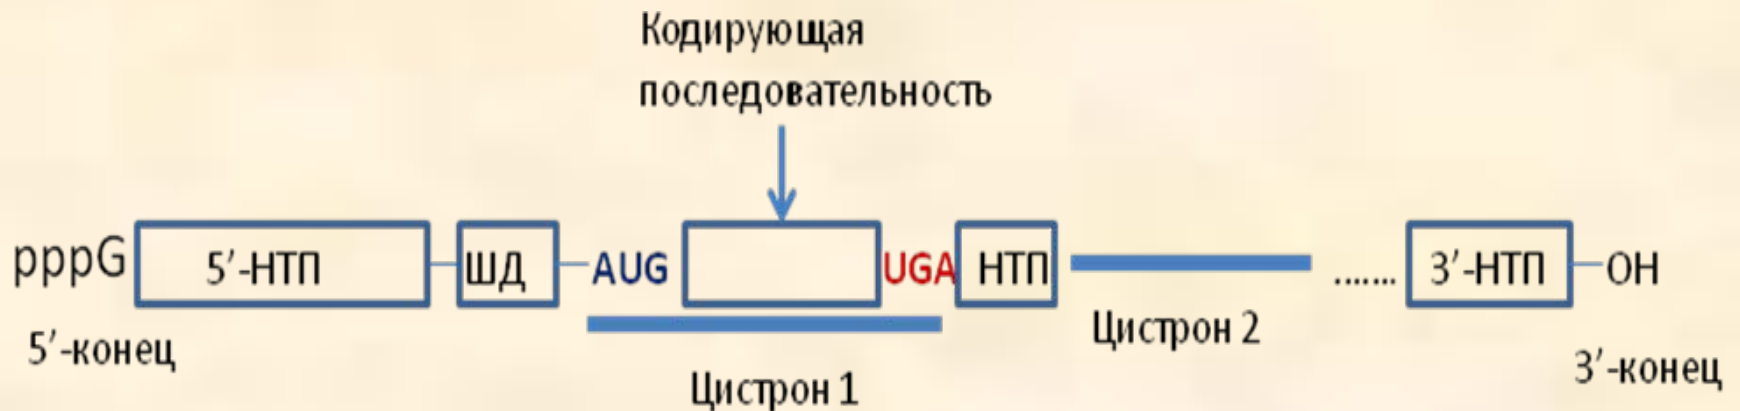 Кодирующая
последовательность
pppG 5′-НТП ШД AUG UGA НТП ....... 3′-НТП OH
5′-конец Цистрон 1 Цистрон 2 3′-конец